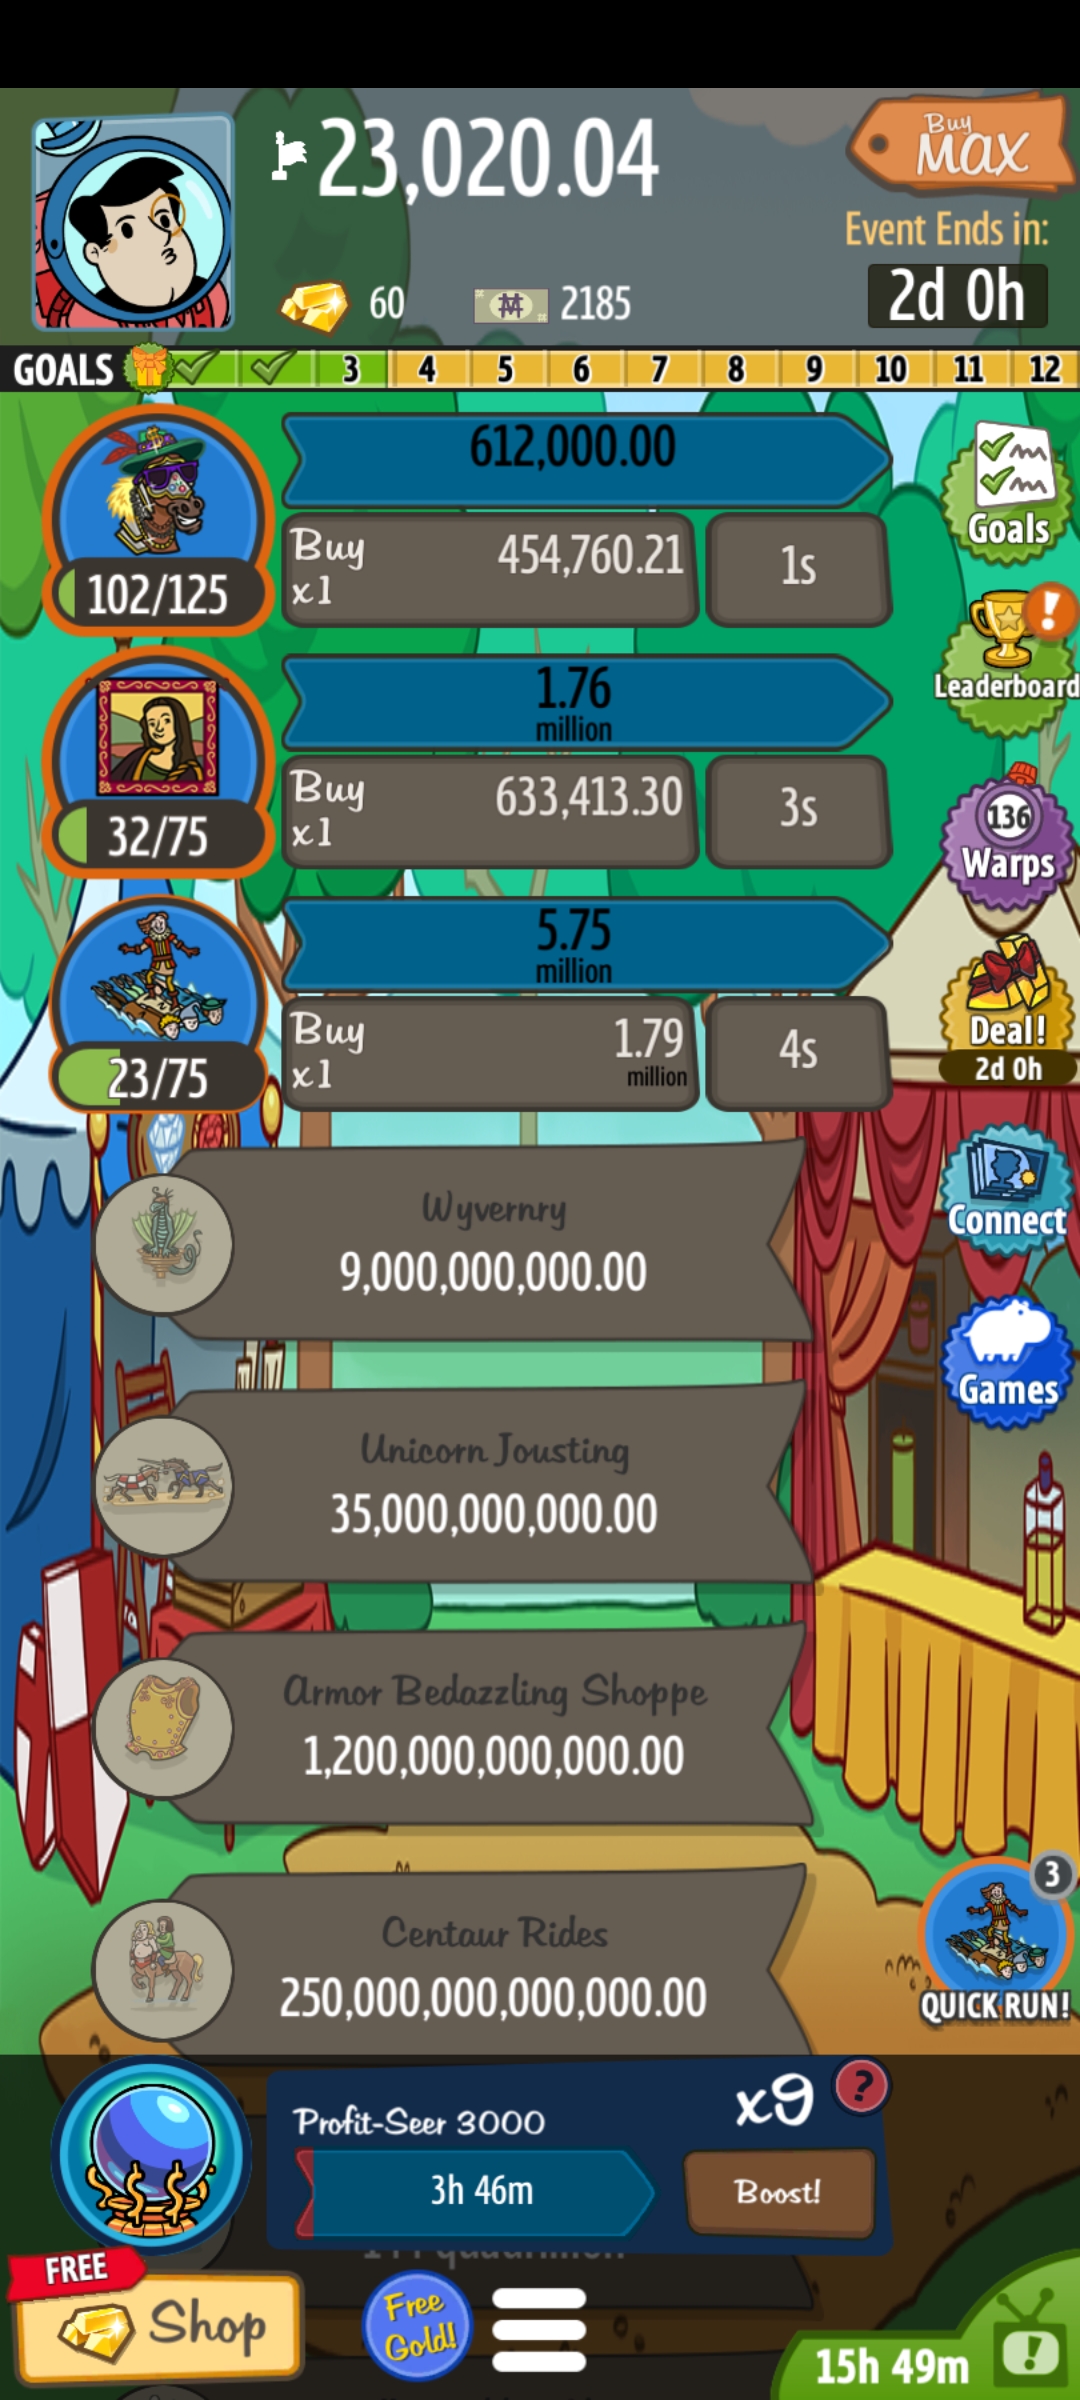 23,020.04
Buy
MAX
Event Ends in:
60
2185
2d 0h
GOALS 3 4 5 6 7 8 9 10 11 12
612,000.00
Buy
x1
454,760.21
1s
102/125
Goals
1.76
million
Leaderboard
Buy
x1
633,413.30
3s
32/75
136
Warps
5.75
million
Buy
x1
1.79
million
4s
23/75
Deal!
2d 0h
Wyvernry
9,000,000,000.00
Connect
Unicorn Jousting
35,000,000,000.00
Games
Armor Bedazzling Shoppe
1,200,000,000,000.00
Centaur Rides
250,000,000,000,000.00
3
QUICK RUN!
Profit-Seer 3000
x9
?
3h 46m
Boost!
FREE
Shop
Free
Gold!
15h 49m